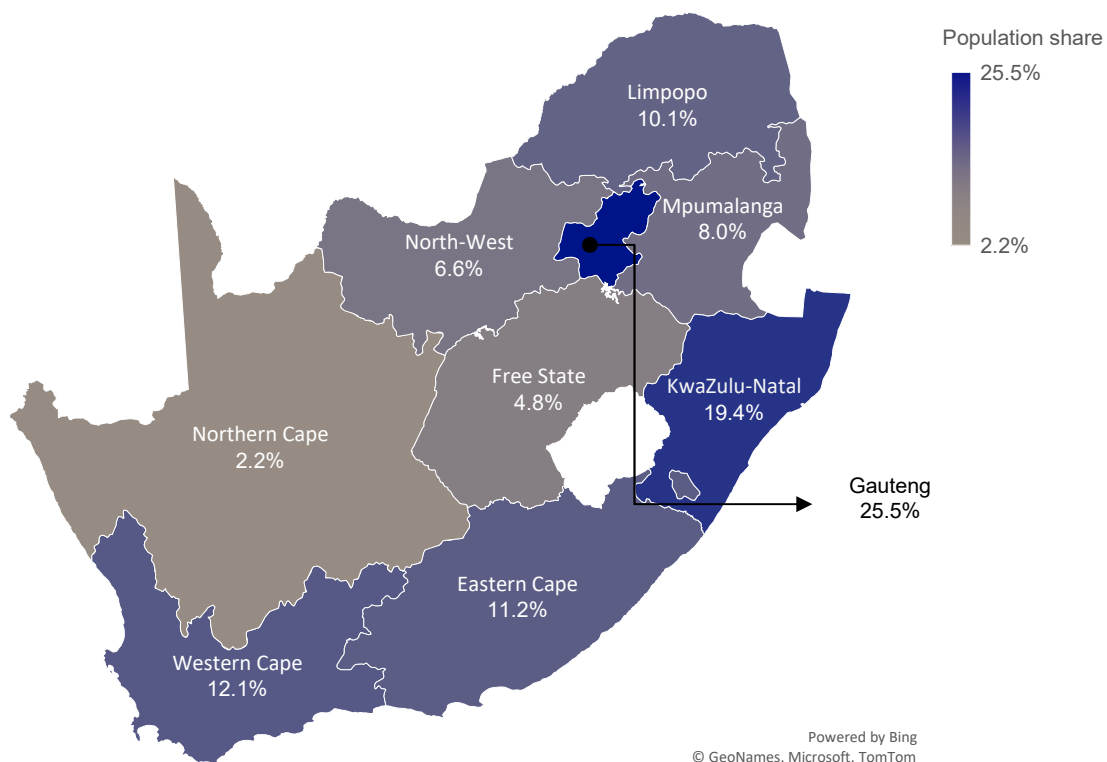 Population share
25.5%
2.2%
Limpopo
10.1%
Mpumalanga
8.0%
North-West
6.6%
Free State
4.8%
KwaZulu-Natal
19.4%
Northern Cape
2.2%
Gauteng
25.5%
Eastern Cape
11.2%
Western Cape
12.1%
Powered by Bing
© GeoNames, Microsoft, TomTom